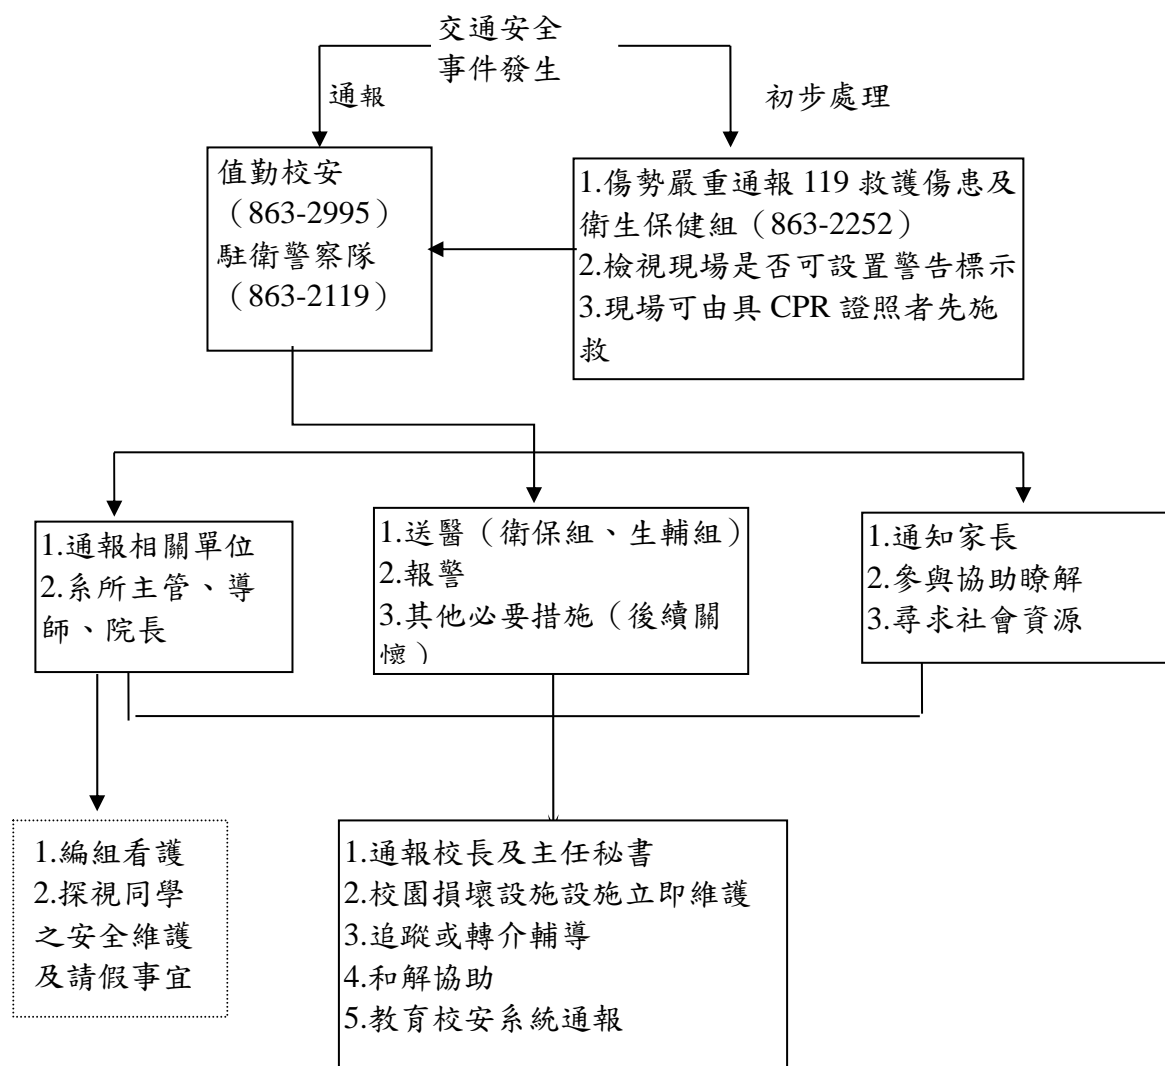 交通安全
事件發生
通報
初步處理
值勤校安
（863-2995）
駐衛警察隊
（863-2119）
1.傷勢嚴重通報 119 救護傷患及
衛生保健組（863-2252）
2.檢視現場是否可設置警告標示
3.現場可由具 CPR 證照者先施
救
1.通報相關單位
2.系所主管、導
師、院長
1.送醫（衛保組、生輔組）
2.報警
3.其他必要措施（後續關
懷）
1.通知家長
2.參與協助瞭解
3.尋求社會資源
1.編組看護
2.探視同學
之安全維護
及請假事宜
1.通報校長及主任秘書
2.校園損壞設施設施立即維護
3.追蹤或轉介輔導
4.和解協助
5.教育校安系統通報